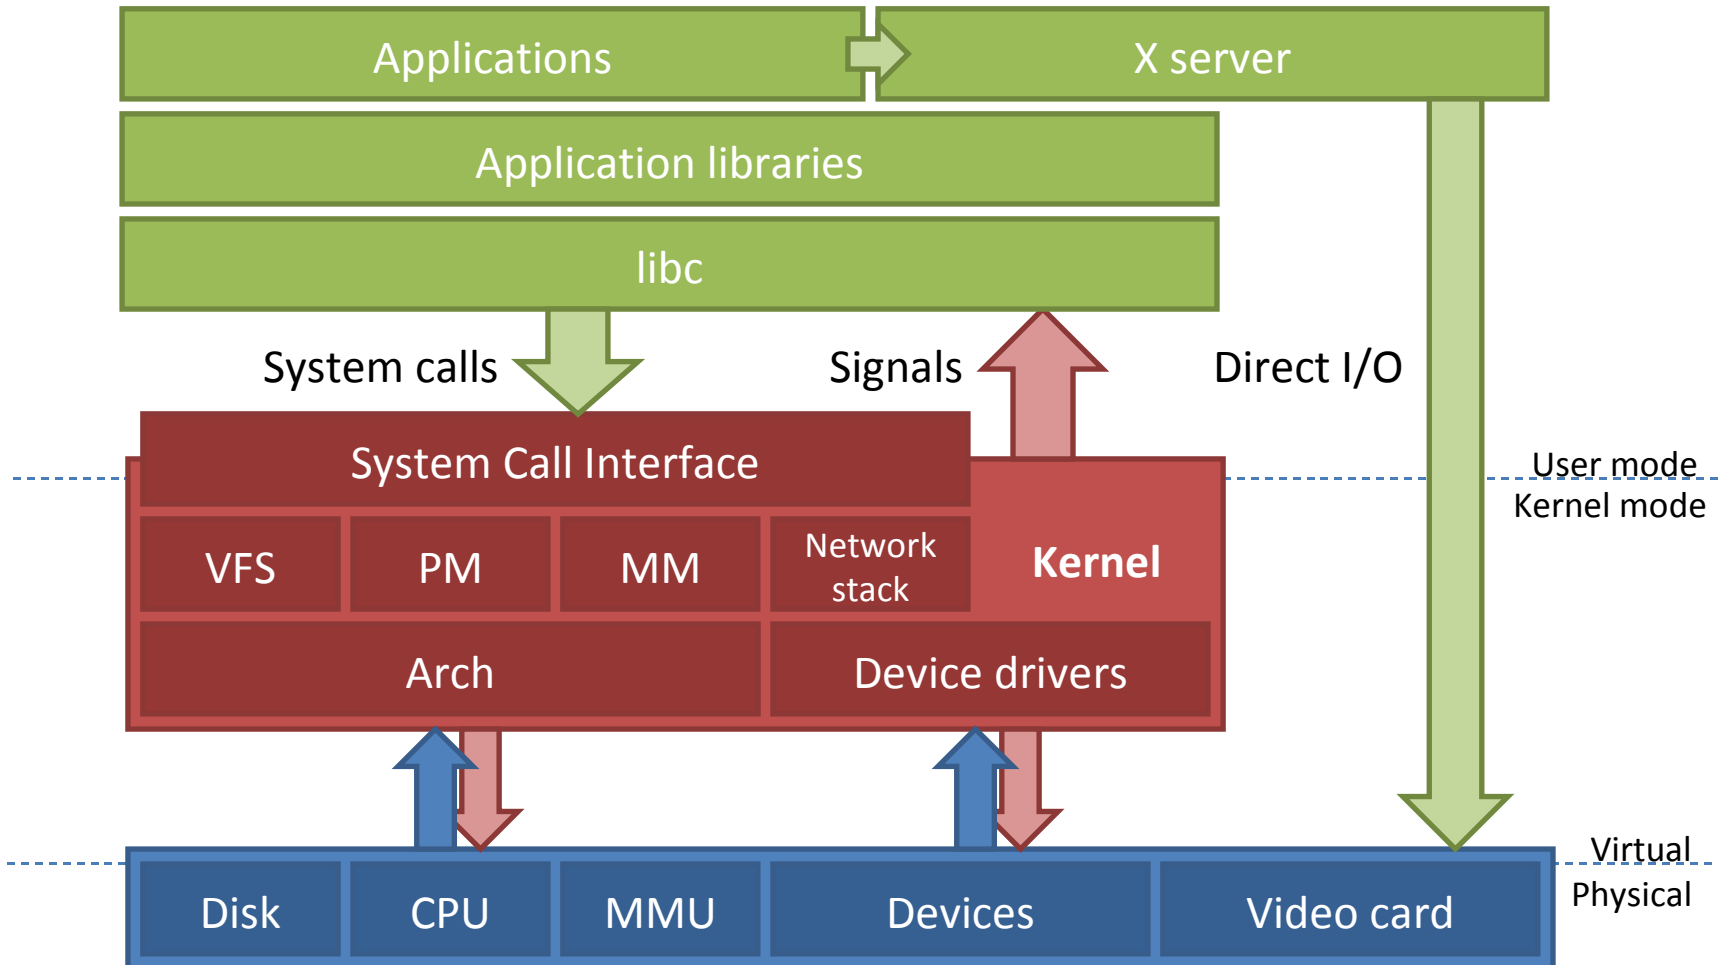 Applications
X server
Application libraries
libc
System calls
Signals
Direct I/O
System Call Interface
User mode
Kernel mode
VFS
PM
MM
Network
stack
Kernel
Arch
Device drivers
Virtual
Physical
Disk
CPU
MMU
Devices
Video card